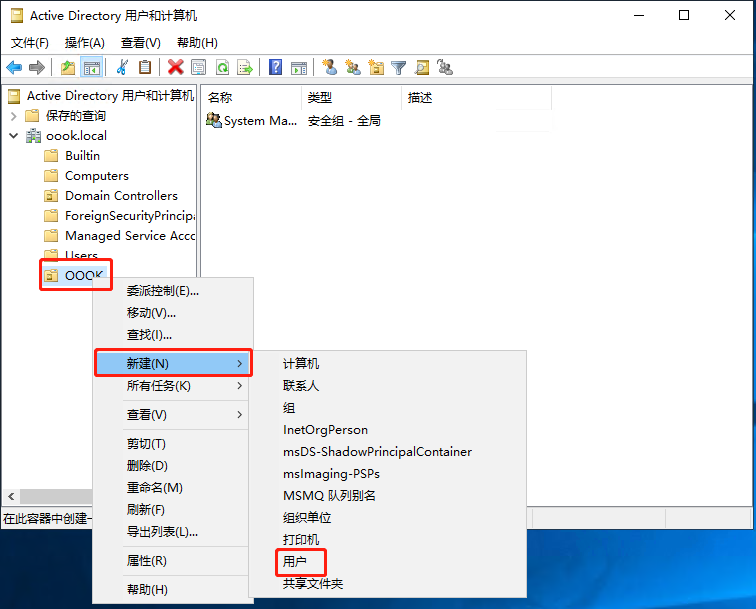 Active Directory 用户和计算机
文件(F) 操作(A) 查看(V) 帮助(H)
Active Directory 用户和计算机
保存的查询
oook.local
Builtin
Computers
Domain Controllers
ForeignSecurityPrincipa
Managed Service Acco
Users
OOOK
名称 类型 描述
System Ma... 安全组 - 全局
委派控制(E)...
移动(V)...
查找(I)...
新建(N)
所有任务(K)
查看(V)
剪切(T)
删除(D)
重命名(M)
刷新(F)
导出列表(L)...
属性(R)
帮助(H)
计算机
联系人
组
InetOrgPerson
msDS-ShadowPrincipalContainer
msImaging-PSPs
MSMQ 队列别名
组织单位
打印机
用户
共享文件夹
在此容器中创建一